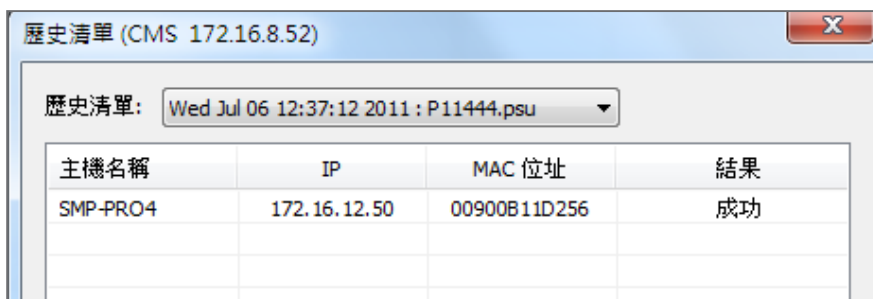 歷史清單 (CMS 172.16.8.52)
歷史清單: Wed Jul 06 12:37:12 2011 : P11444.psu
主機名稱 IP MAC 位址 結果
SMP-PRO4 172.16.12.50 00900B11D256 成功